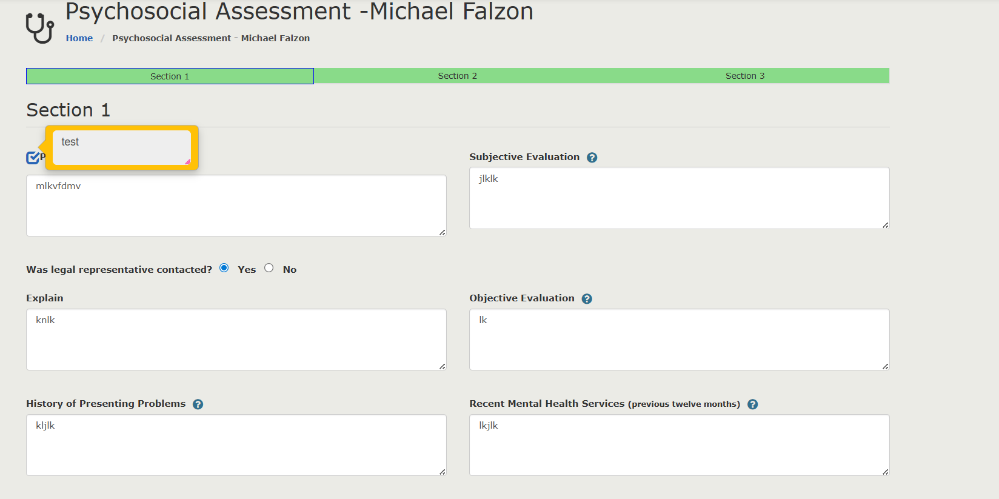 Psychosocial Assessment -Michael Falzon
Home / Psychosocial Assessment - Michael Falzon
Section 1 Section 2 Section 3
Section 1
test
P
Subjective Evaluation ?
mlkvfdmv
jlklk
Was legal representative contacted? Yes No
Explain
Objective Evaluation ?
knlk
lk
History of Presenting Problems ?
Recent Mental Health Services (previous twelve months) ?
kljlk
lkjlk